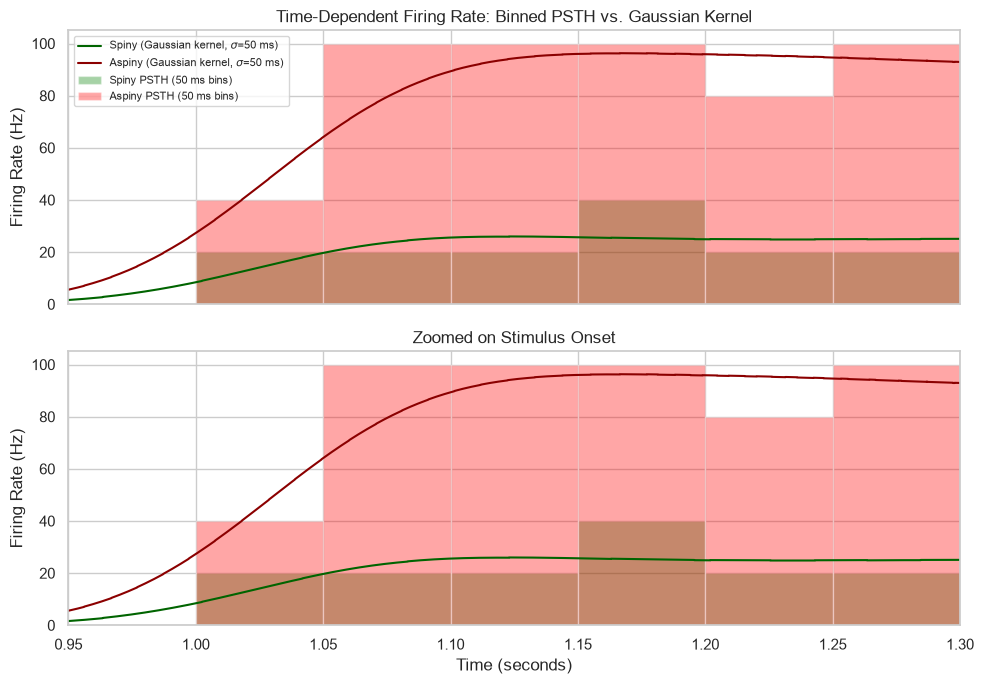 Time-Dependent Firing Rate: Binned PSTH vs. Gaussian Kernel
Firing Rate (Hz)
100
80
60
40
20
0
Spiny (Gaussian kernel, σ=50 ms)
Aspiny (Gaussian kernel, σ=50 ms)
Spiny PSTH (50 ms bins)
Aspiny PSTH (50 ms bins)
Zoomed on Stimulus Onset
Firing Rate (Hz)
100
80
60
40
20
0
0.95 1.00 1.05 1.10 1.15 1.20 1.25 1.30
Time (seconds)